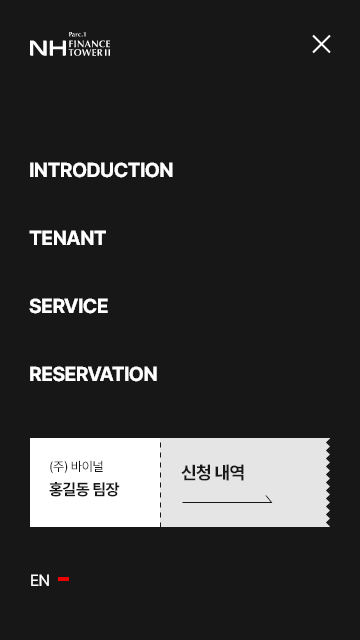 Parc.1
NH FINANCE
TOWER II
INTRODUCTION
TENANT
SERVICE
RESERVATION
(주) 바이널
홍길동 팀장
신청 내역
EN